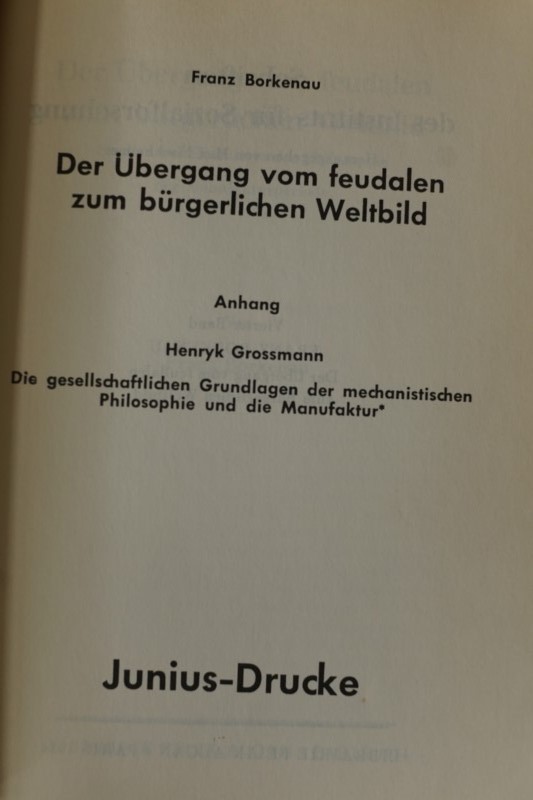 Franz Borkenau
Der Übergang vom feudalen
zum bürgerlichen Weltbild
Anhang
Henryk Grossmann
Die gesellschaftlichen Grundlagen der mechanistischen
Philosophie und die Manufaktur*
Junius-Drucke